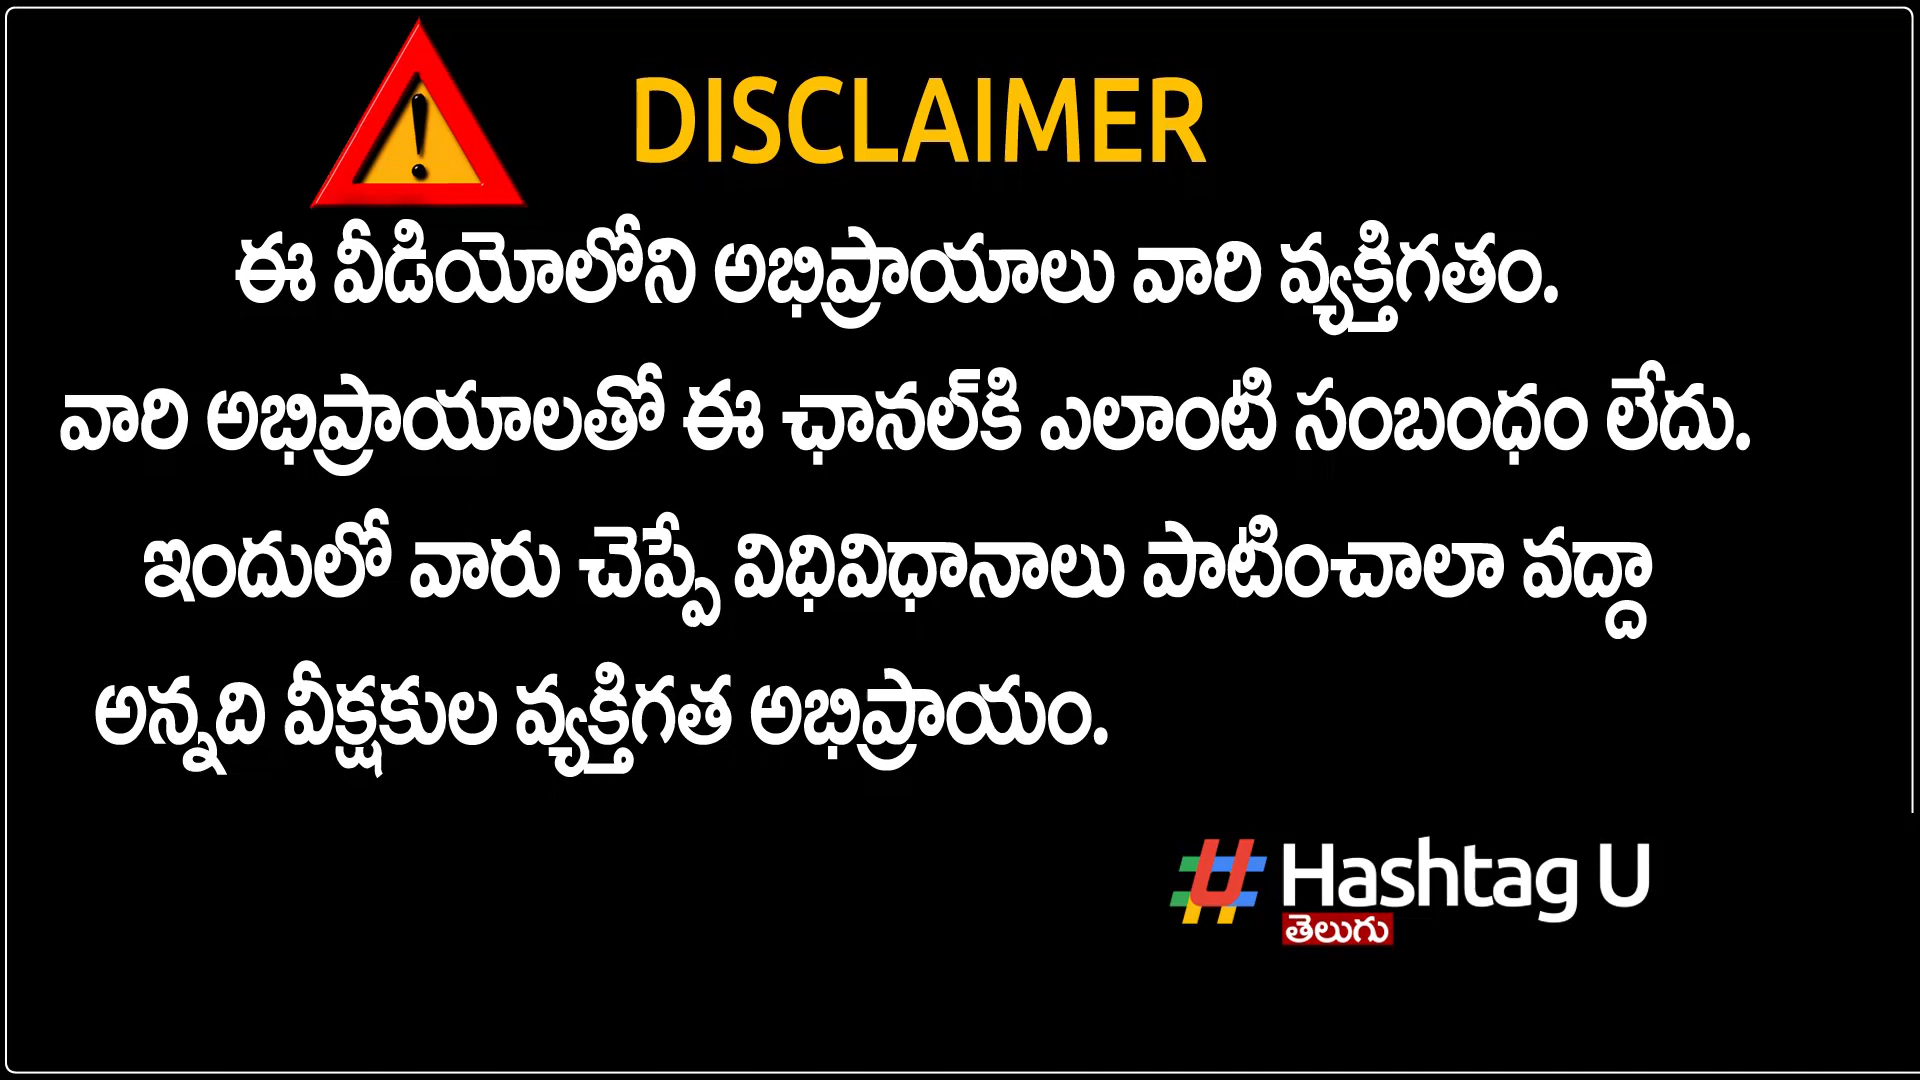 DISCLAIMER
ఈ వీడియోలోని అభిప్రాయాలు వారి వ్యక్తిగతం.
వారి అభిప్రాయాలతో ఈ ఛానల్‌కి ఎలాంటి సంబంధం లేదు.
ఇందులో వారు చెప్పే విధివిధానాలు పాటించాలా వద్దా
అన్నది వీక్షకుల వ్యక్తిగత అభిప్రాయం.
Hashtag U
తెలుగు